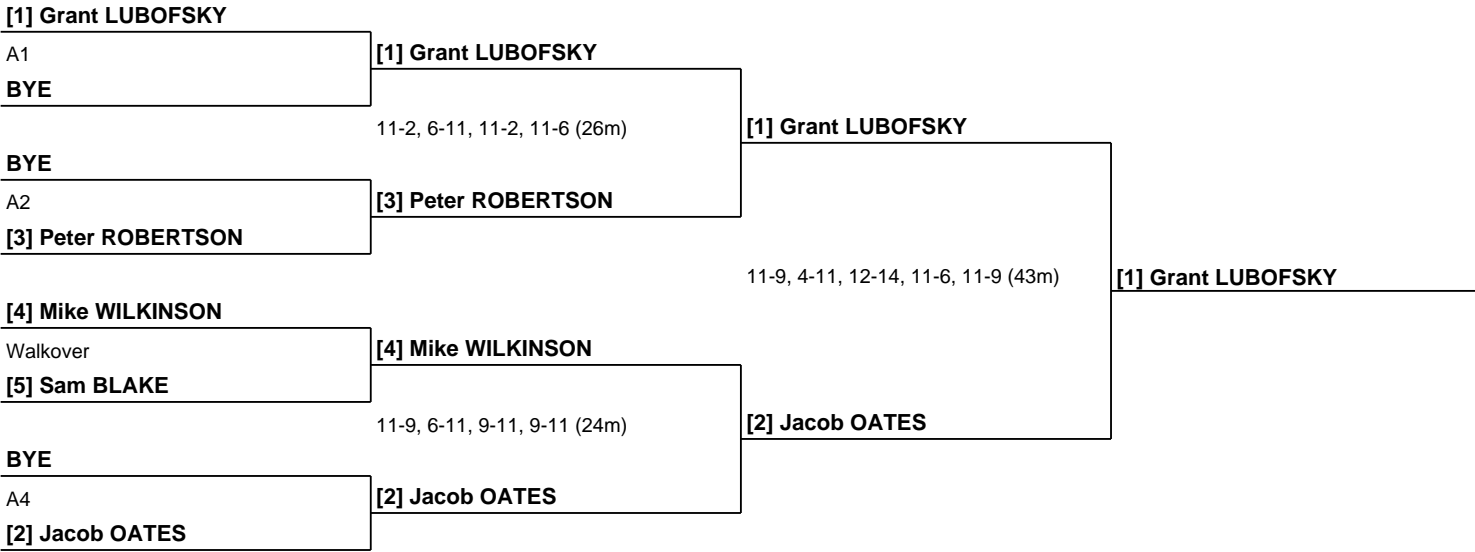 [1] Grant LUBOFSKY
A1
BYE
[1] Grant LUBOFSKY
11-2, 6-11, 11-2, 11-6 (26m)
[1] Grant LUBOFSKY
BYE
A2
[3] Peter ROBERTSON
[3] Peter ROBERTSON
11-9, 4-11, 12-14, 11-6, 11-9 (43m)
[1] Grant LUBOFSKY
[4] Mike WILKINSON
Walkover
[5] Sam BLAKE
[4] Mike WILKINSON
11-9, 6-11, 9-11, 9-11 (24m)
[2] Jacob OATES
BYE
A4
[2] Jacob OATES
[2] Jacob OATES